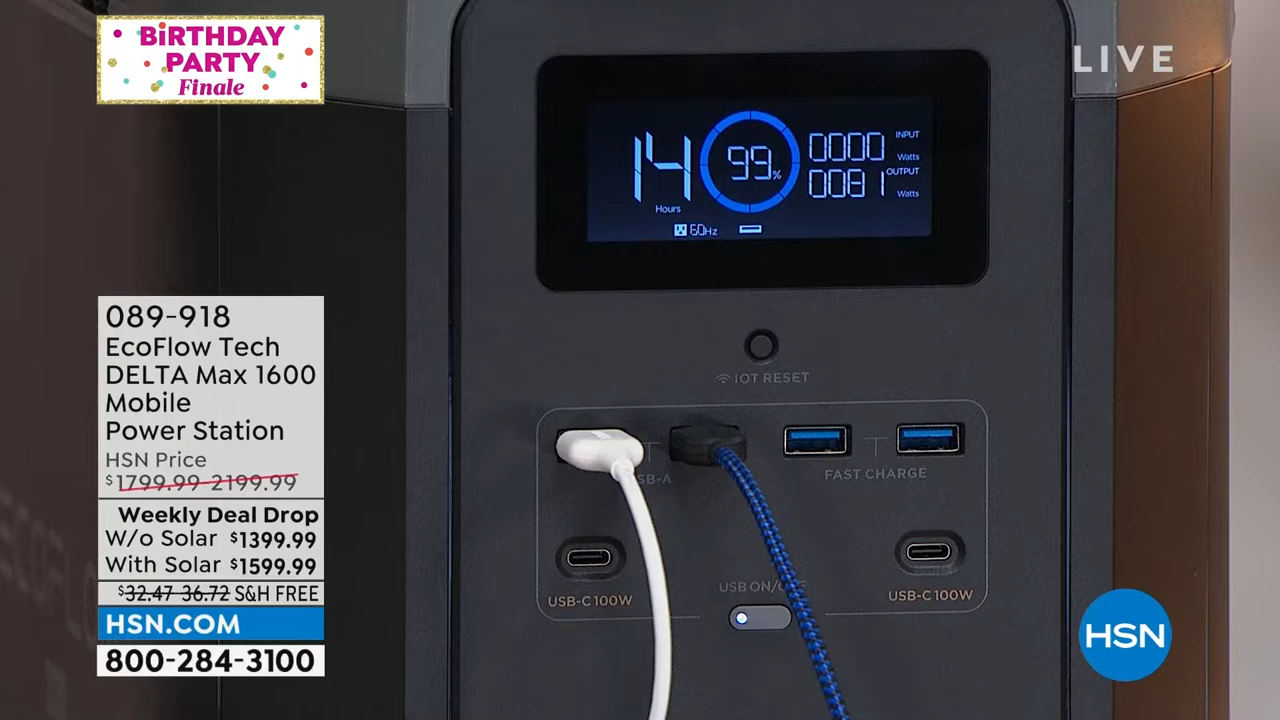 BiRTHDAY
PARTY
Finale
LIVE
14
Hours
99%
0000
INPUT
Watts
0081
OUTPUT
Watts
60Hz
IOT RESET
SB-A
FAST CHARGE
USB-C 100W
USB ON/
USB-C 100W
089-918
EcoFlow Tech
DELTA Max 1600
Mobile
Power Station
HSN Price
$1799.99-2199.99
Weekly Deal Drop
W/o Solar $1399.99
With Solar $1599.99
$32.47-36.72 S&H FREE
HSN.COM
800-284-3100
HSN